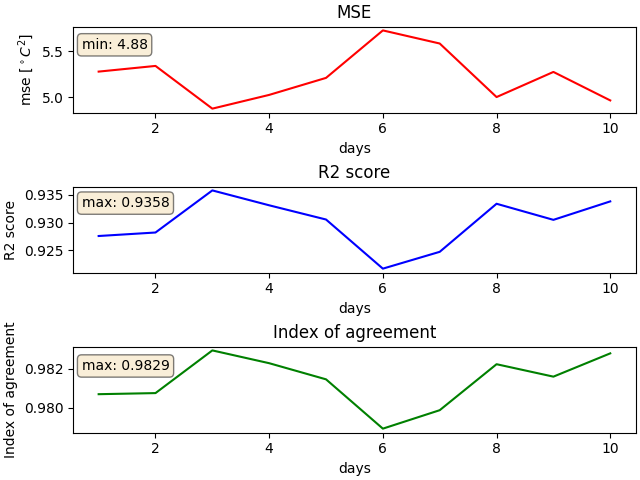 MSE
mse [°C²]
min: 4.88
5.5
5.0
2 4 6 8 10
days
R2 score
R2 score
max: 0.9358
0.935
0.930
0.925
2 4 6 8 10
days
Index of agreement
Index of agreement
max: 0.9829
0.982
0.980
2 4 6 8 10
days